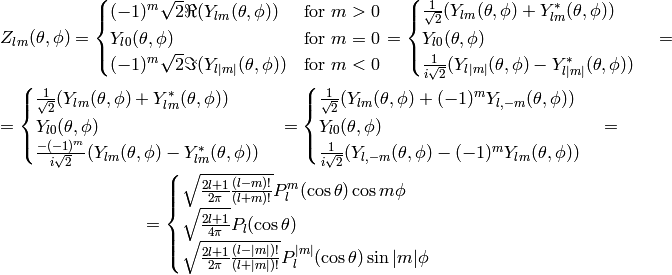 Z_{lm}(θ, ϕ) = { (−1)^m √2 ℜ(Y_{lm}(θ, ϕ)) for m > 0 = { 1/√2 (Y_{lm}(θ, ϕ) + Y*_{lm}(θ, ϕ)) =
Y_{l0}(θ, ϕ) for m = 0 Y_{l0}(θ, ϕ)
(−1)^m √2 ℑ(Y_{l|m|}(θ, ϕ)) for m < 0 1/(i√2) (Y_{l|m|}(θ, ϕ) − Y*_{l|m|}(θ, ϕ))
= { 1/√2 (Y_{lm}(θ, ϕ) + Y*_{lm}(θ, ϕ)) = { 1/√2 (Y_{lm}(θ, ϕ) + (−1)^m Y_{l,−m}(θ, ϕ)) =
Y_{l0}(θ, ϕ) Y_{l0}(θ, ϕ)
−(−1)^m/(i√2) (Y_{lm}(θ, ϕ) − Y*_{lm}(θ, ϕ)) 1/(i√2) (Y_{l,−m}(θ, ϕ) − (−1)^m Y_{lm}(θ, ϕ))
= { √((2l+1)/(2π) (l−m)!/(l+m)!) P_l^m(cos θ) cos mϕ
√((2l+1)/(4π)) P_l(cos θ)
√((2l+1)/(2π) (l−|m|)!/(l+|m|)!) P_l^{|m|}(cos θ) sin |m|ϕ